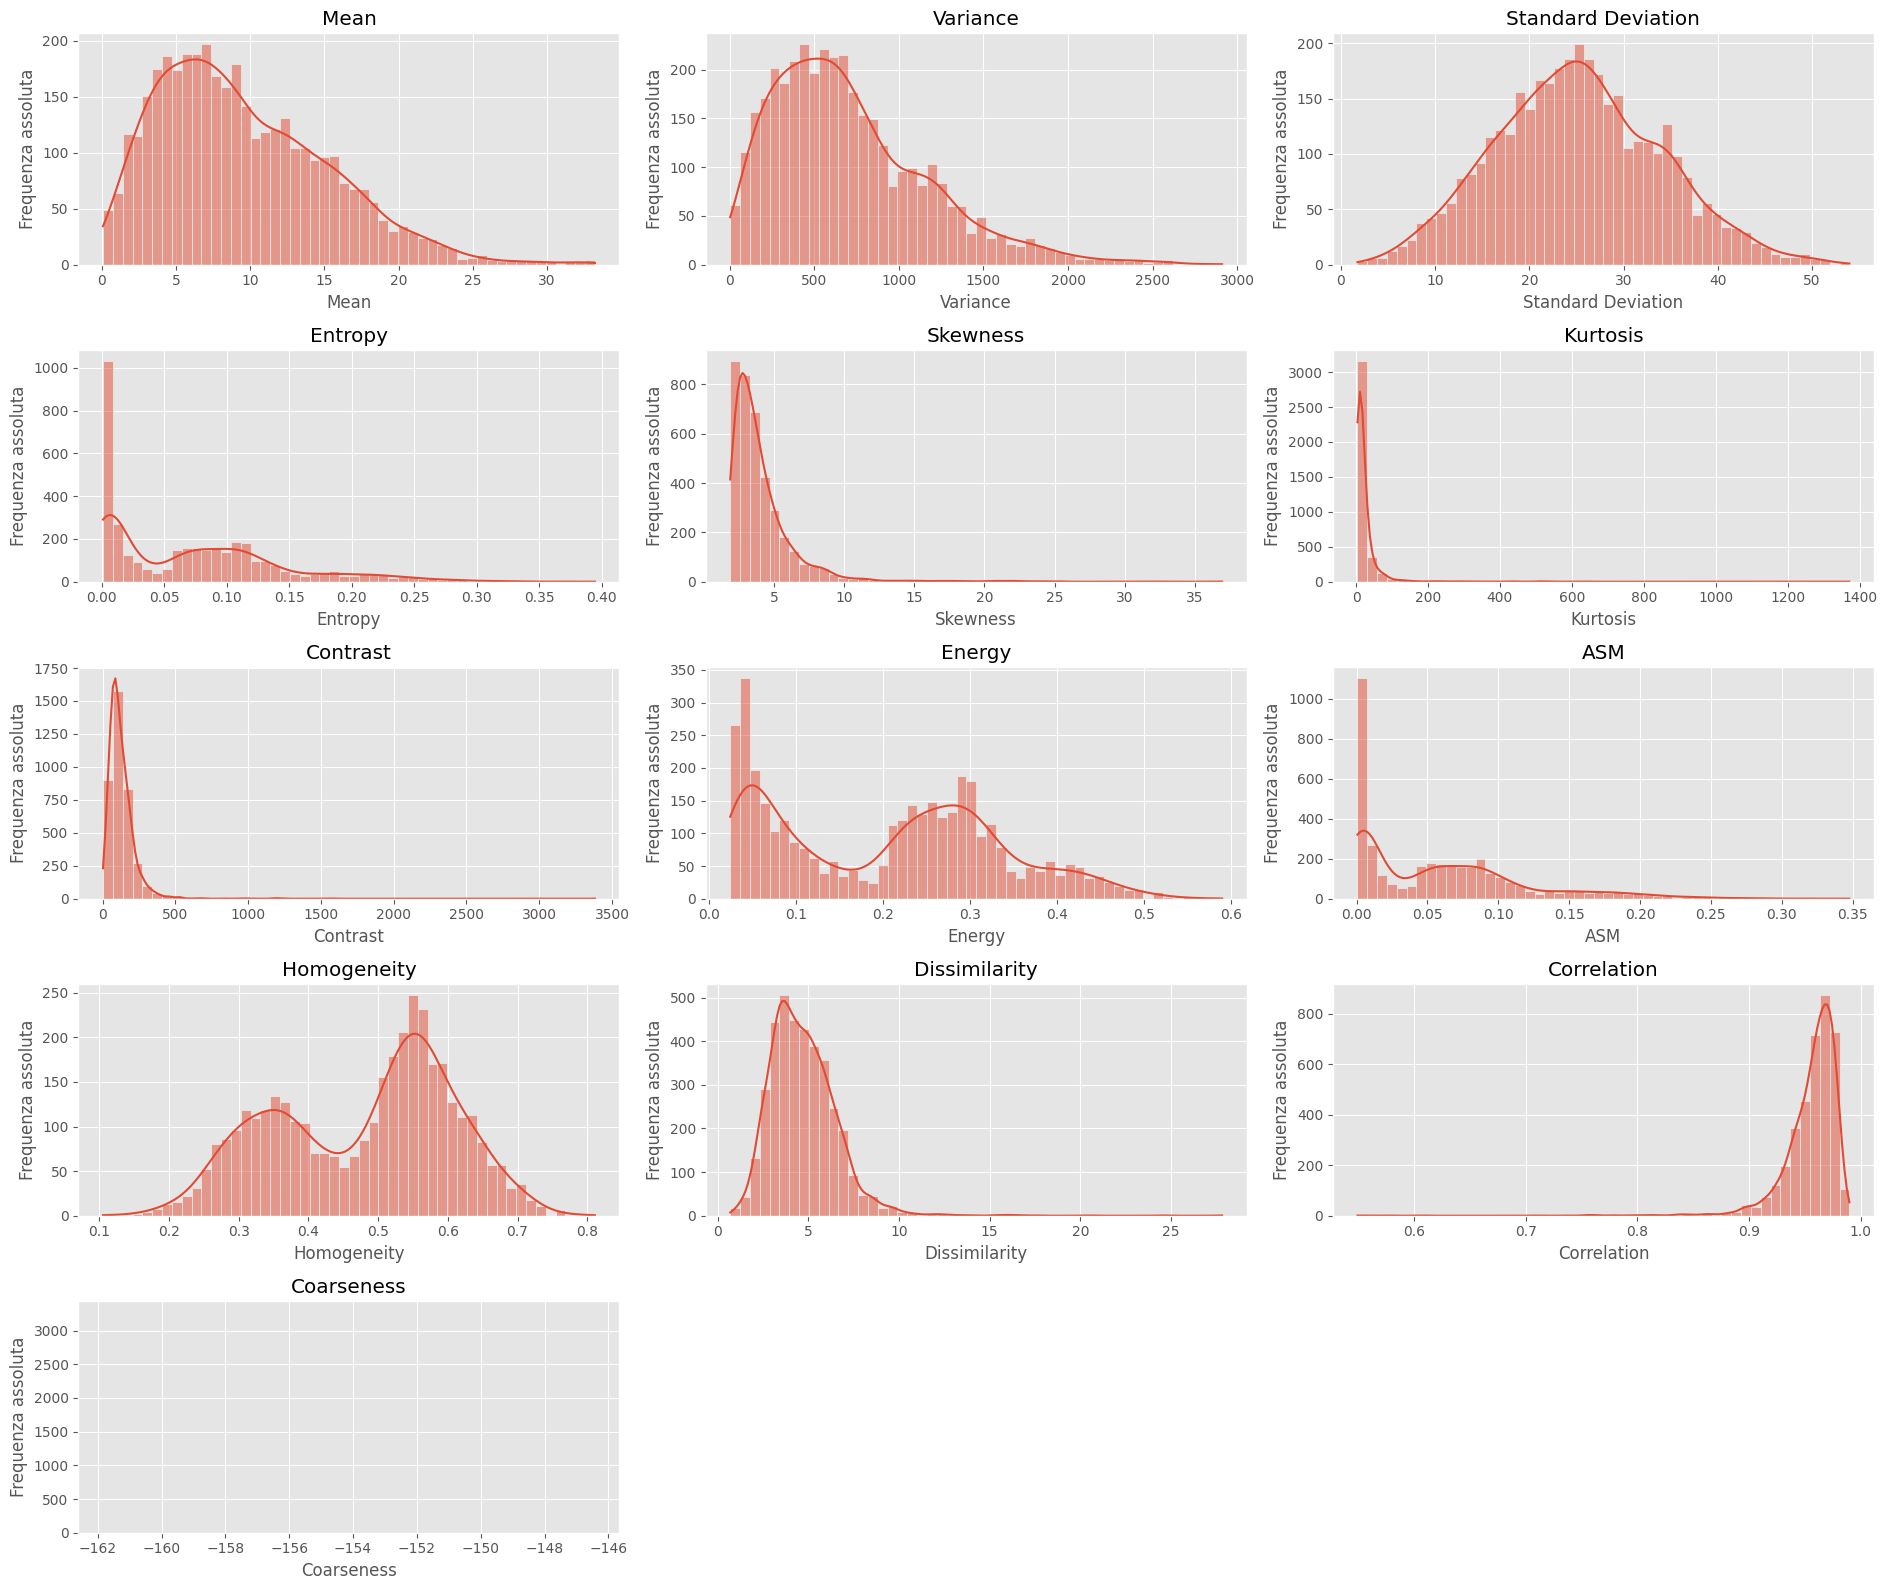 Mean
Frequenza assoluta
200
150
100
50
0
0 5 10 15 20 25 30
Mean
Variance
Frequenza assoluta
200
150
100
50
0
0 500 1000 1500 2000 2500 3000
Variance
Standard Deviation
Frequenza assoluta
200
150
100
50
0
0 10 20 30 40 50
Standard Deviation
Entropy
Frequenza assoluta
1000
800
600
400
200
0
0.00 0.05 0.10 0.15 0.20 0.25 0.30 0.35 0.40
Entropy
Skewness
Frequenza assoluta
800
600
400
200
0
5 10 15 20 25 30 35
Skewness
Kurtosis
Frequenza assoluta
3000
2500
2000
1500
1000
500
0
0 200 400 600 800 1000 1200 1400
Kurtosis
Contrast
Frequenza assoluta
1750
1500
1250
1000
750
500
250
0
0 500 1000 1500 2000 2500 3000 3500
Contrast
Energy
Frequenza assoluta
350
300
250
200
150
100
50
0
0.0 0.1 0.2 0.3 0.4 0.5 0.6
Energy
ASM
Frequenza assoluta
1000
800
600
400
200
0
0.00 0.05 0.10 0.15 0.20 0.25 0.30 0.35
ASM
Homogeneity
Frequenza assoluta
250
200
150
100
50
0
0.1 0.2 0.3 0.4 0.5 0.6 0.7 0.8
Homogeneity
Dissimilarity
Frequenza assoluta
500
400
300
200
100
0
0 5 10 15 20 25
Dissimilarity
Correlation
Frequenza assoluta
800
600
400
200
0
0.6 0.7 0.8 0.9 1.0
Correlation
Coarseness
Frequenza assoluta
3000
2500
2000
1500
1000
500
0
−162 −160 −158 −156 −154 −152 −150 −148 −146
Coarseness